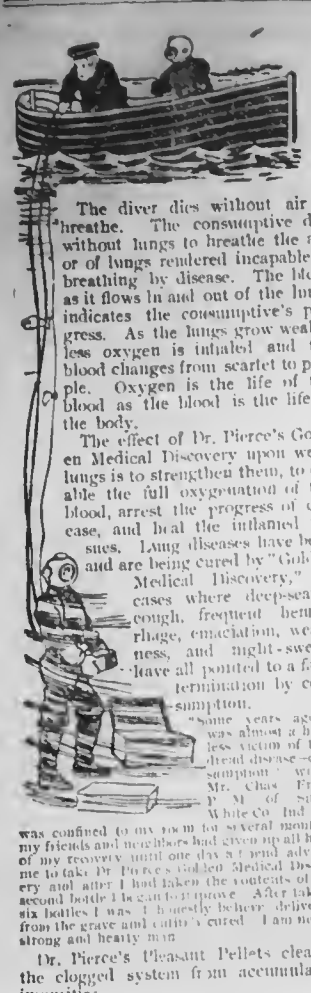 The diver dies without air
breathe. The consumptive d
without lungs to breathe the a
or of lungs rendered incapable
breathing by disease. The blo
as it flows in and out of the lun
indicates the consumptive's p
gress. As the lungs grow weak
less oxygen is inhaled and t
blood changes from scarlet to p
ple. Oxygen is the life of t
blood as the blood is the life
the body.
The effect of Dr. Pierce's Go
en Medical Discovery upon we
lungs is to strengthen them, to
able the full oxygenation of t
blood, arrest the progress of
ease, and heal the inflamed
sues. Lung diseases have be
and are being cured by "Gol
Medical Discovery,"
cases where deep-sea
cough, frequent hem
rhage, emaciation, we
ness, and night-swe
have all pointed to a fa
termination by c
sumption.
"Some years ag
was almost a h
less victim of t
dread disease
sumption
Mr. Chas
P M of
White Co Ind
was confined to my room for several mon
my friends and neighbors had given up all h
of my recovery until one day a friend adv
me to take Dr Pierce's Golden Medical Dis
ery and after I had taken the contents of
second bottle I began to improve. After tak
six bottles I was I honestly believe deliver
from the grave and cured I am
strong and hearty man
Dr. Pierce's Pleasant Pellets clea
the clogged system from accumula